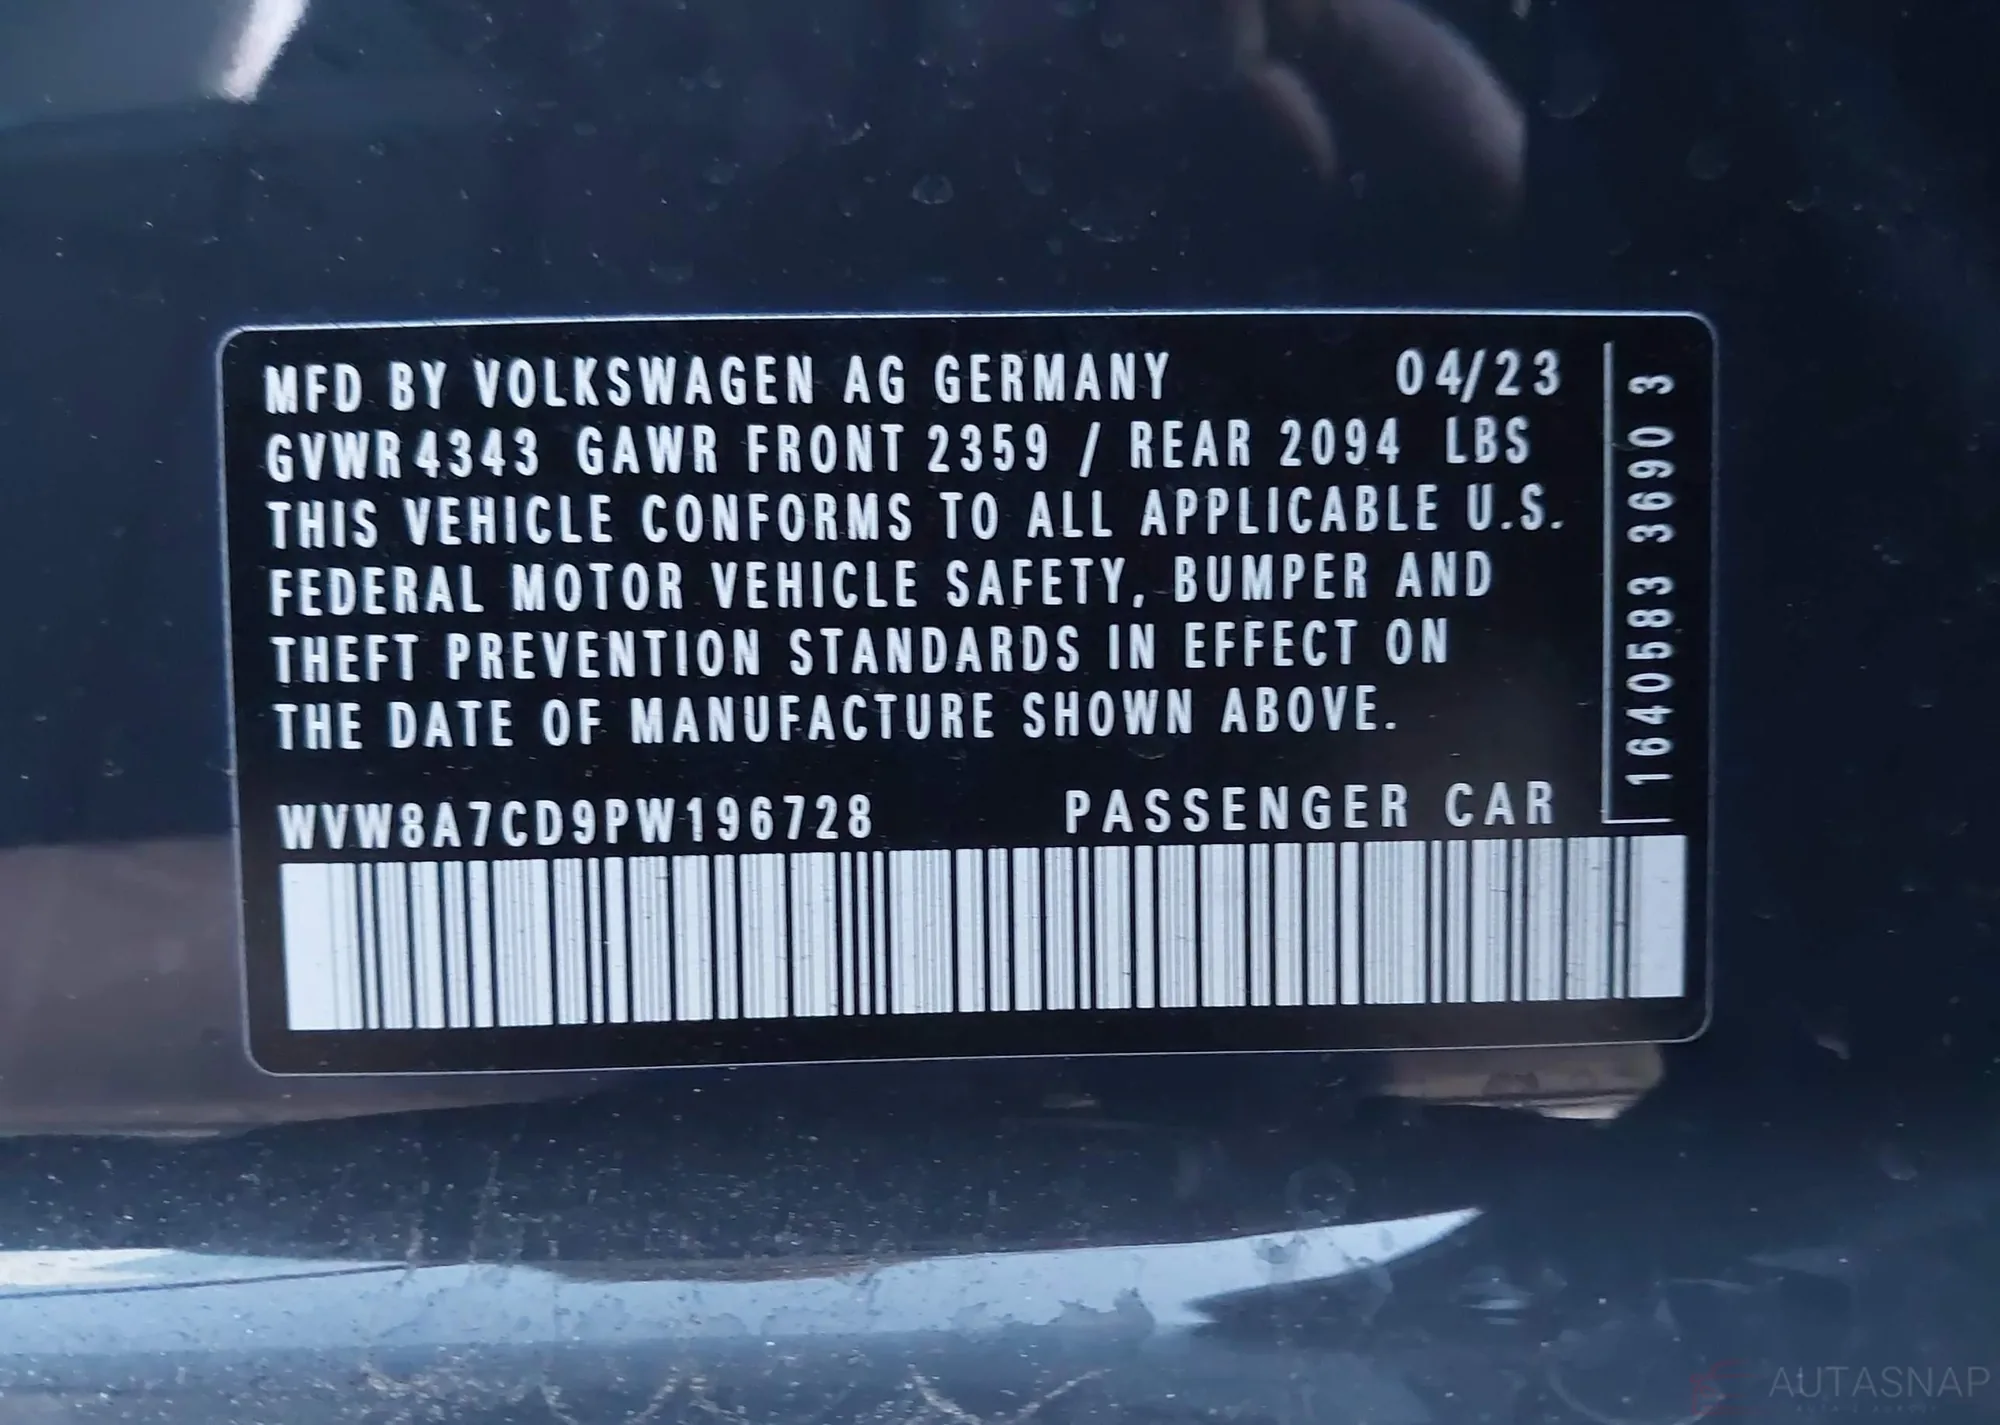 MFD BY VOLKSWAGEN AG GERMANY 04/23
GVWR 4343 GAWR FRONT 2359 / REAR 2094 LBS
THIS VEHICLE CONFORMS TO ALL APPLICABLE U.S.
FEDERAL MOTOR VEHICLE SAFETY, BUMPER AND
THEFT PREVENTION STANDARDS IN EFFECT ON
THE DATE OF MANUFACTURE SHOWN ABOVE.
WVW8A7CD9PW196728 PASSENGER CAR
1640583 3690 3
AUTASNAP